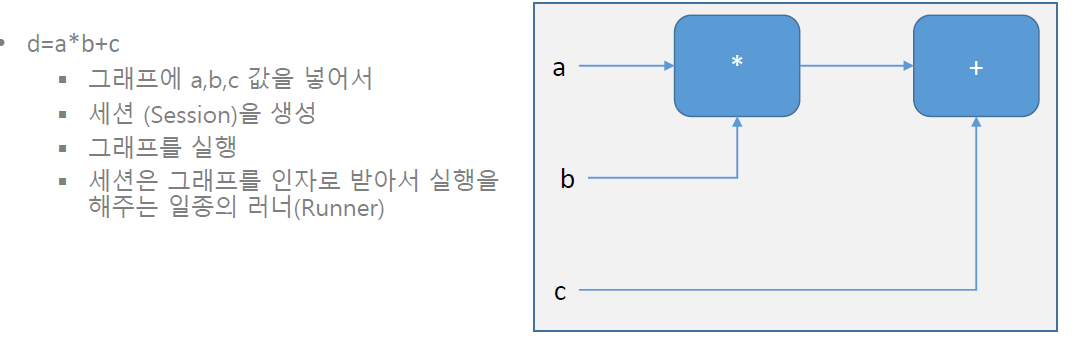 • d=a*b+c
▪ 그래프에 a,b,c 값을 넣어서
▪ 세션 (Session)을 생성
▪ 그래프를 실행
▪ 세션은 그래프를 인자로 받아서 실행을
해주는 일종의 러너(Runner)
a
*
+
b
c